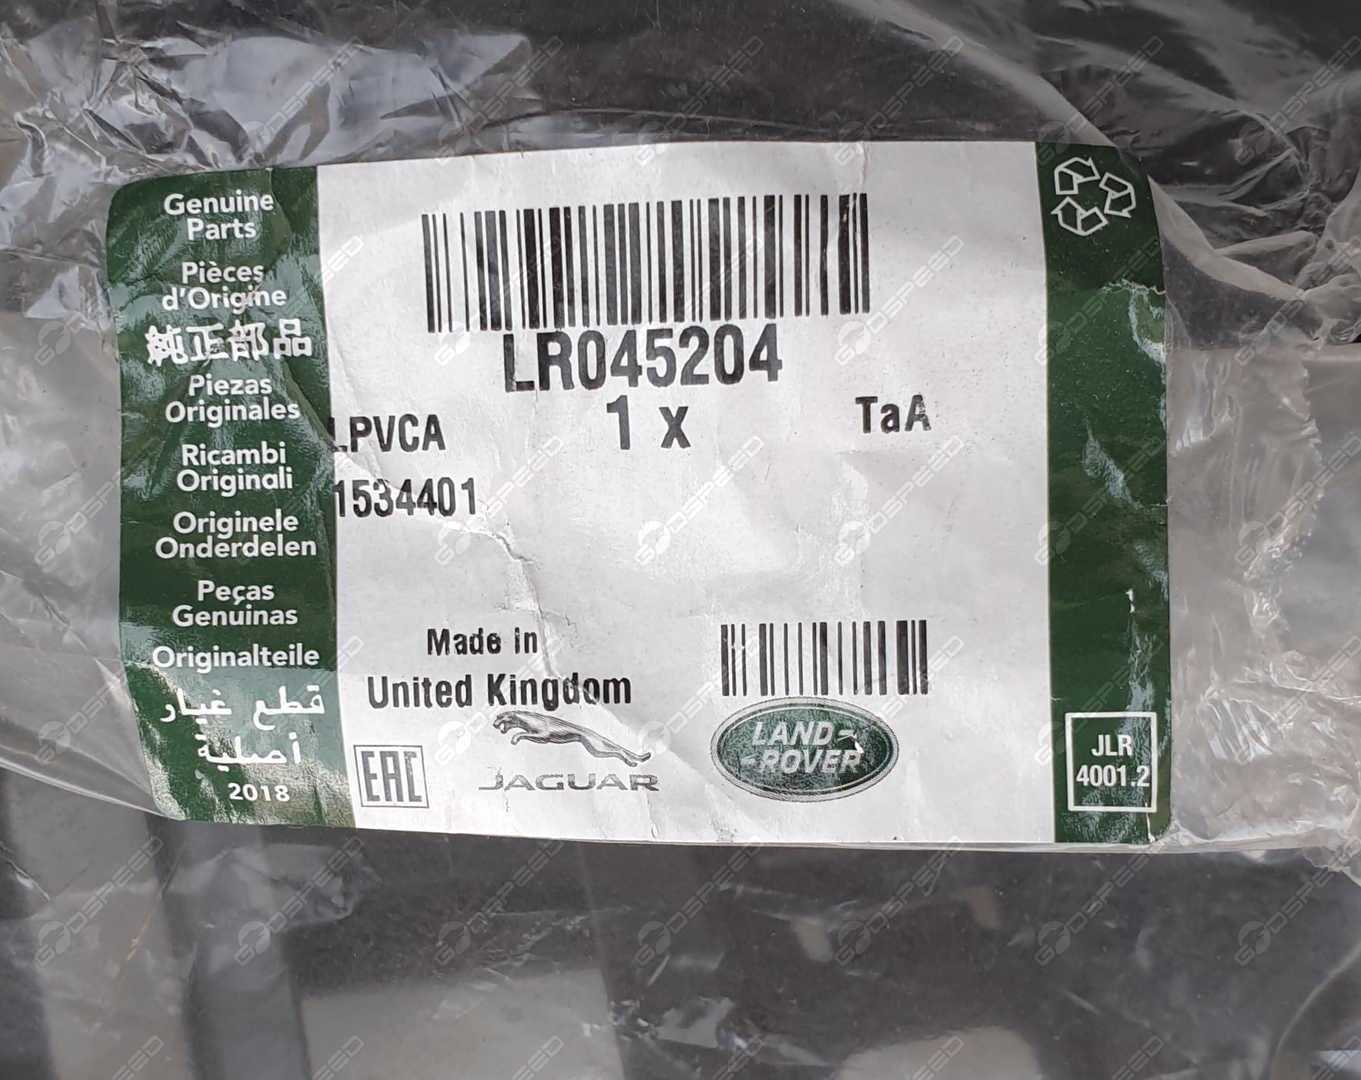 Genuine
Parts
Pièces
d'Origine
純正部品
Piezas
Originales
Ricambi
Originali
Originele
Onderdelen
Peças
Genuinas
Originalteile
قطع غيار
أصلية
2018
LR045204
1 x
TaA
LPVCA
1534401
Made in
United Kingdom
EAC
JAGUAR
LAND-
-ROVER
JLR
4001.2
GODSPEED